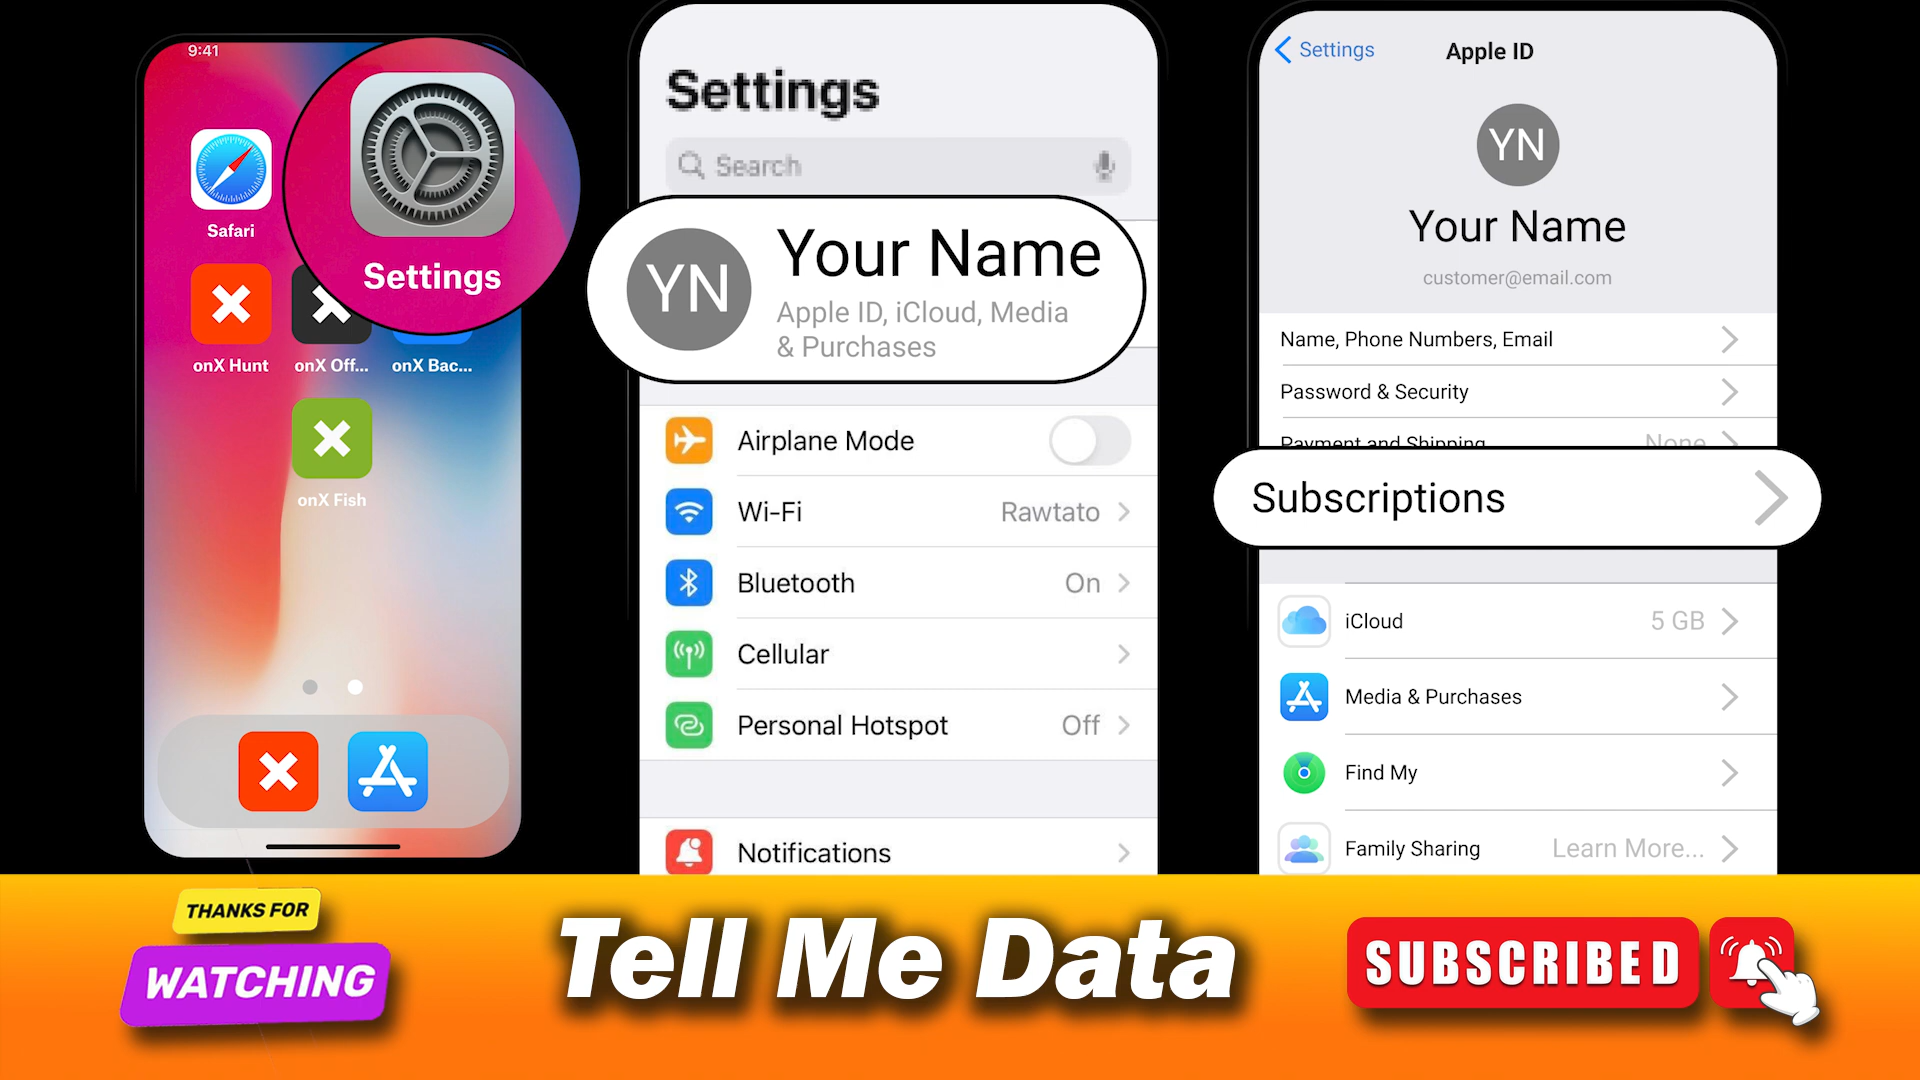 9:41
Safari
Settings
onX Hunt
onX Off...
onX Bac...
onX Fish
Settings
Search
YN
Your Name
Apple ID, iCloud, Media
& Purchases
Airplane Mode
Wi-Fi
Rawtato
Bluetooth
On
Cellular
Personal Hotspot
Off
Notifications
Settings
Apple ID
YN
Your Name
customer@email.com
Name, Phone Numbers, Email
Password & Security
Payment and Shipping
None
Subscriptions
iCloud
5 GB
Media & Purchases
Find My
Family Sharing
Learn More...
THANKS FOR
WATCHING
Tell Me Data
SUBSCRIBED